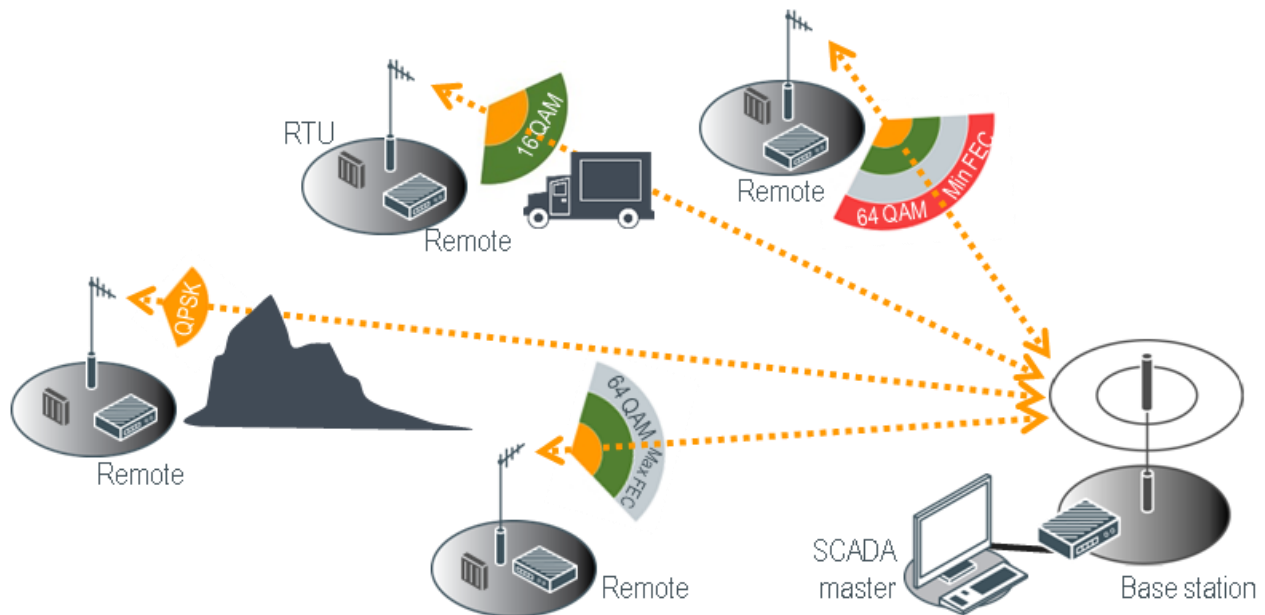 RTU
16 QAM
Remote
Remote
64 QAM
Min FEC
QPSK
Remote
64 QAM
Max FEC
Remote
SCADA
master
Base station